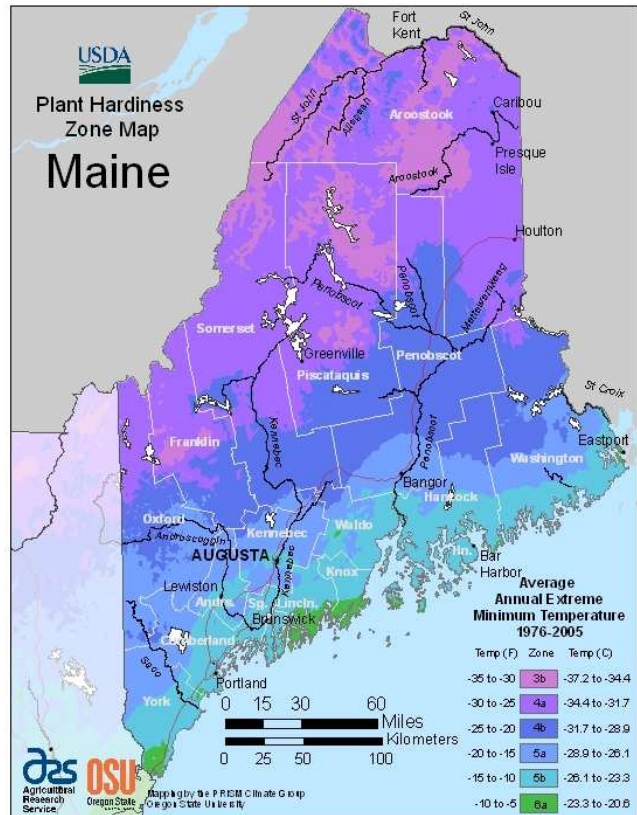 USDA
Plant Hardiness
Zone Map
Maine
Fort
Kent
St John
St John
Allagash
Aroostook
Caribou
Presque
Isle
Aroostook
Houlton
Penobscot
Penobscot
Mattawamkeag
Somerset
Greenville
Piscataquis
Penobscot
St Croix
Franklin
Kennebec
Penobscot
Eastport
Washington
Bangor
Hancock
Oxford
Androscoggin
Kennebec
Waldo
AUGUSTA
Hn.
Bar
Harbor
Knox
Lewiston
Kennebec
Andro.
Sg.
Lincln.
Brunswick
Cumberland
Saco
Portland
York
Average
Annual Extreme
Minimum Temperature
1976-2005
Temp (F) Zone Temp (C)
-35 to -30 3b -37.2 to -34.4
-30 to -25 4a -34.4 to -31.7
-25 to -20 4b -31.7 to -28.9
-20 to -15 5a -28.9 to -26.1
-15 to -10 5b -26.1 to -23.3
-10 to -5 6a -23.3 to -20.6
0 15 30 60
Miles
Kilometers
0 25 50 100
ars
Agricultural
Research
Service
OSU
Oregon State
Mapping by the PRISM Climate Group
Oregon State University